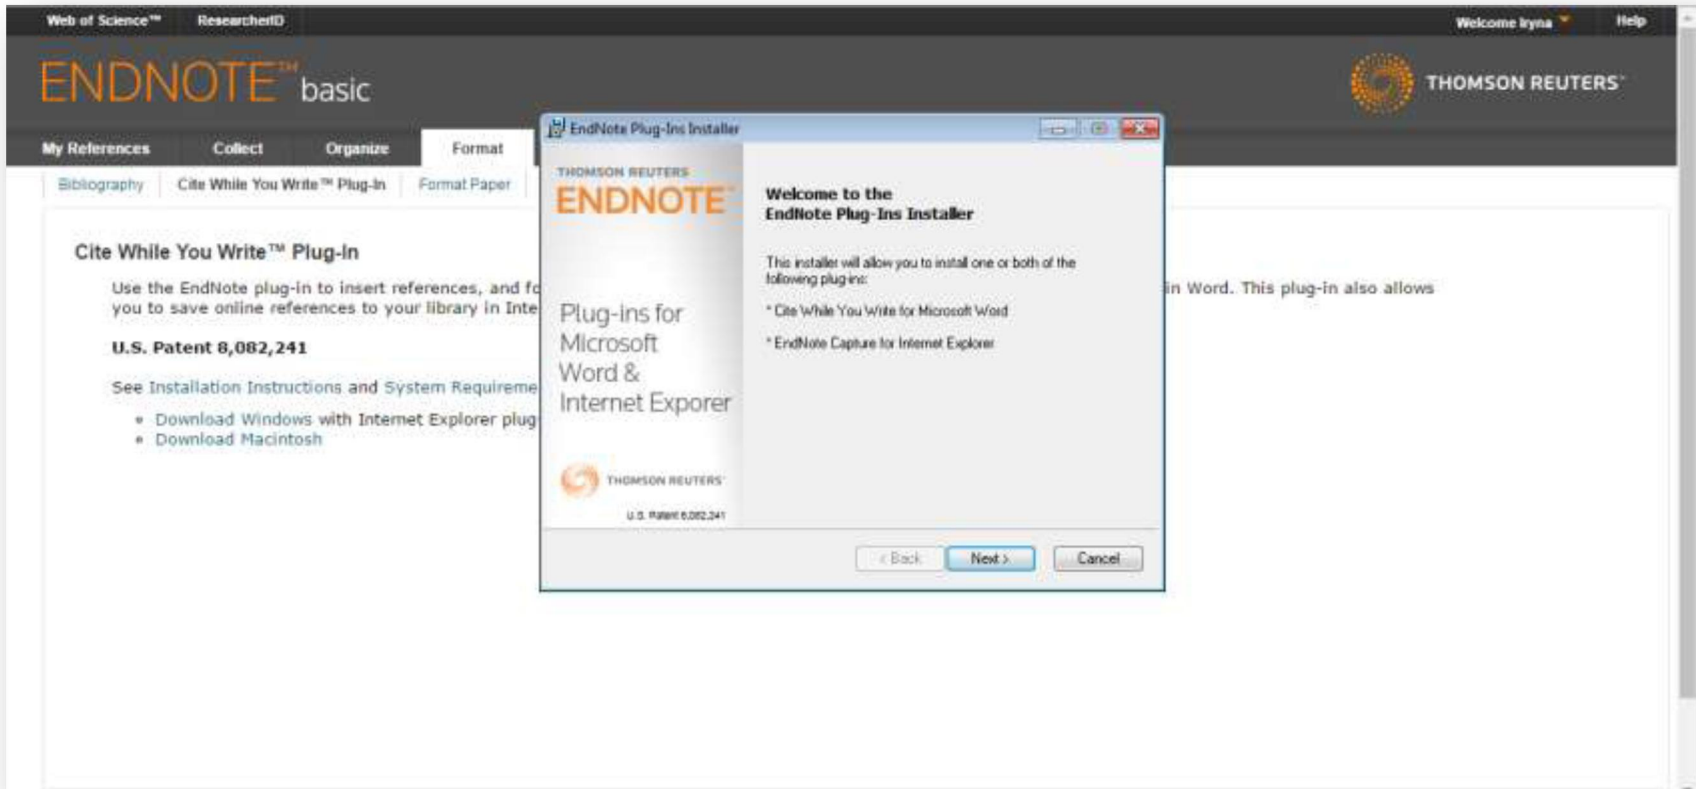 Web of Science™ ResearcherID Welcome Iryna Help
ENDNOTE™ basic
THOMSON REUTERS™
My References Collect Organize Format
Bibliography Cite While You Write™ Plug-In Format Paper
Cite While You Write™ Plug-In
Use the EndNote plug-in to insert references, and fo in Word. This plug-in also allows
you to save online references to your library in Inte
U.S. Patent 8,082,241
See Installation Instructions and System Requireme
Download Windows with Internet Explorer plug-
Download Macintosh
EndNote Plug-Ins Installer
THOMSON REUTERS
ENDNOTE™
Plug-ins for
Microsoft
Word &
Internet Exporer
THOMSON REUTERS™
U.S. Patent 8,082,241
Welcome to the
EndNote Plug-Ins Installer
This installer will allow you to install one or both of the
following plug-ins:
* Cite While You Write for Microsoft Word
* EndNote Capture for Internet Explorer
< Back Next > Cancel